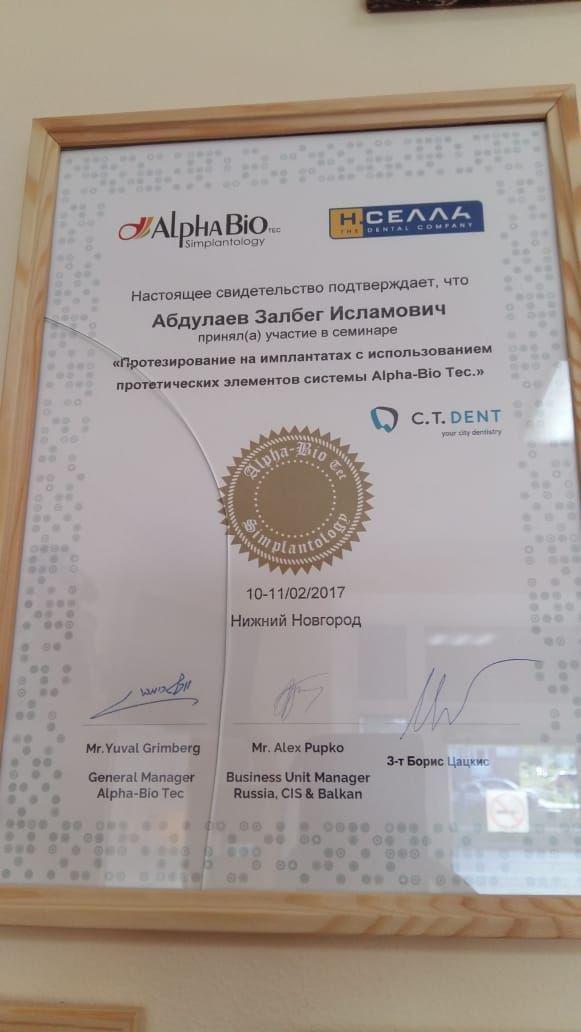 AlphaBio TEC
Simplantology
Н.СЕЛЛА
THE DENTAL COMPANY
Настоящее свидетельство подтверждает, что
Абдулаев Залбег Исламович
принял(а) участие в семинаре
«Протезирование на имплантатах с использованием
протетических элементов системы Alpha-Bio Tec.»
C.T. DENT
your city dentistry
Alpha-Bio Tec
Simplantology
10-11/02/2017
Нижний Новгород
Mr.Yuval Grimberg
General Manager
Alpha-Bio Tec
Mr. Alex Pupko
Business Unit Manager
Russia, CIS & Balkan
З-т Борис Цацкис